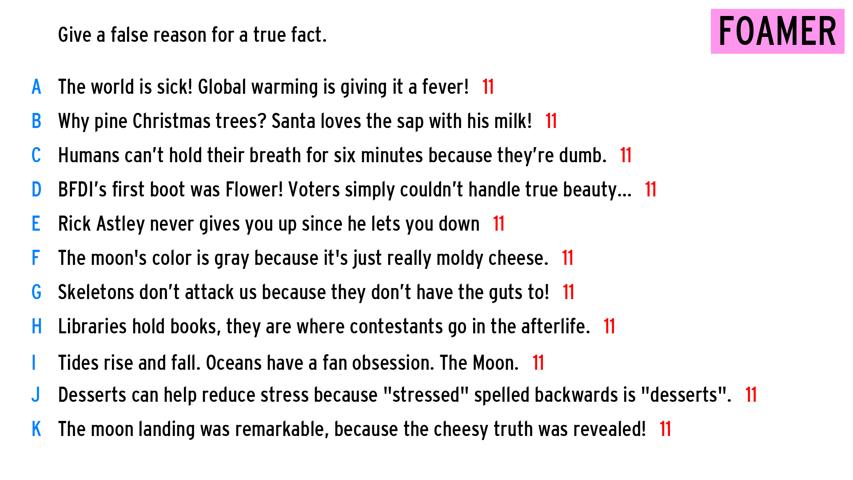 Give a false reason for a true fact.
FOAMER
A The world is sick! Global warming is giving it a fever! 11
B Why pine Christmas trees? Santa loves the sap with his milk! 11
C Humans can't hold their breath for six minutes because they're dumb. 11
D BFDI's first boot was Flower! Voters simply couldn't handle true beauty... 11
E Rick Astley never gives you up since he lets you down 11
F The moon's color is gray because it's just really moldy cheese. 11
G Skeletons don't attack us because they don't have the guts to! 11
H Libraries hold books, they are where contestants go in the afterlife. 11
I Tides rise and fall. Oceans have a fan obsession. The Moon. 11
J Desserts can help reduce stress because "stressed" spelled backwards is "desserts". 11
K The moon landing was remarkable, because the cheesy truth was revealed! 11